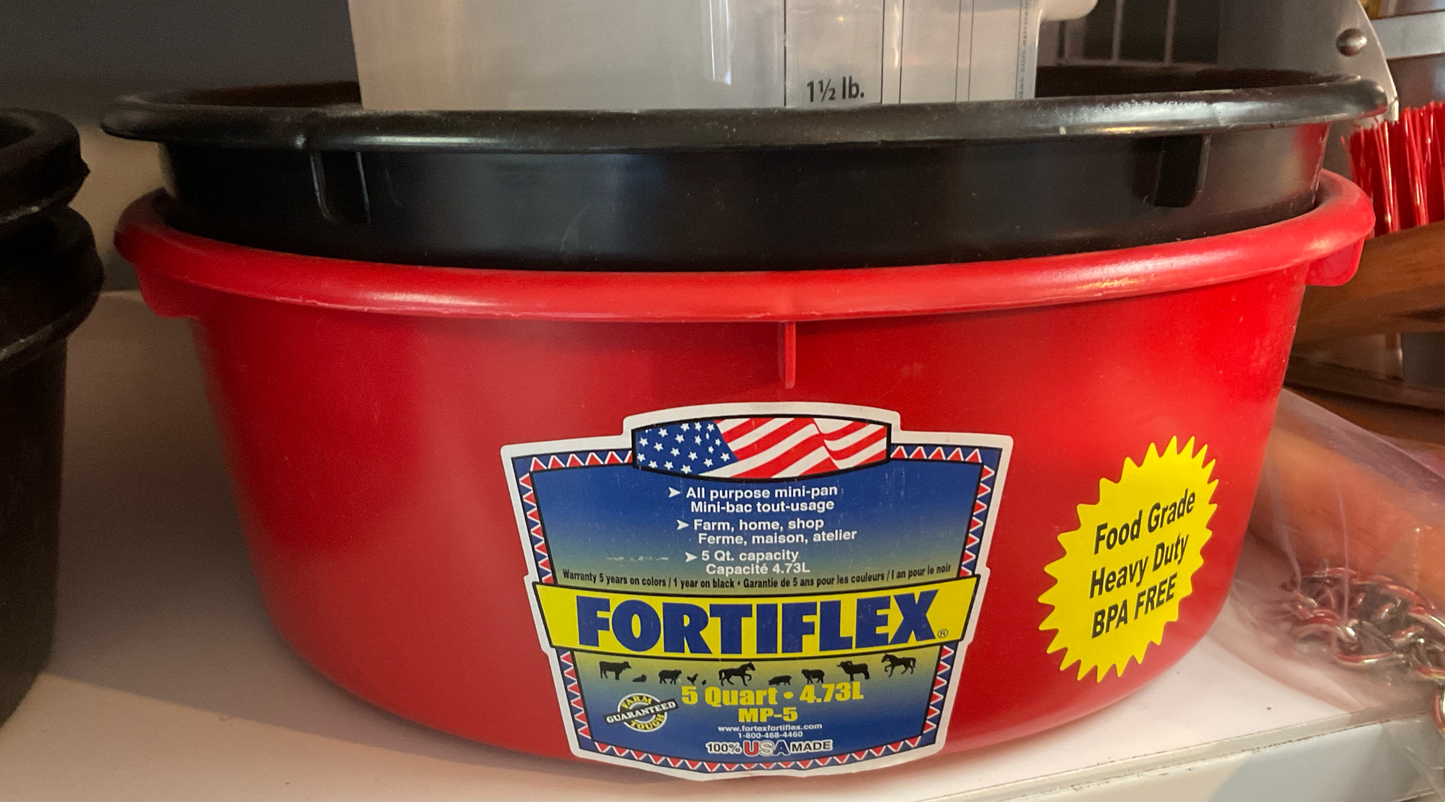 1½ lb.
➤ All purpose mini-pan
Mini-bac tout-usage
➤ Farm, home, shop
Ferme, maison, atelier
➤ 5 Qt. capacity
Capacité 4.73L
Warranty 5 years on colors / 1 year on black • Garantie de 5 ans pour les couleurs / 1 an pour le noir
FORTIFLEX®
5 Quart • 4.73L
MP-5
FARM
GUARANTEED
TOUGH
www.fortexfortiflex.com
1-800-468-4460
100% USA MADE
Food Grade
Heavy Duty
BPA FREE